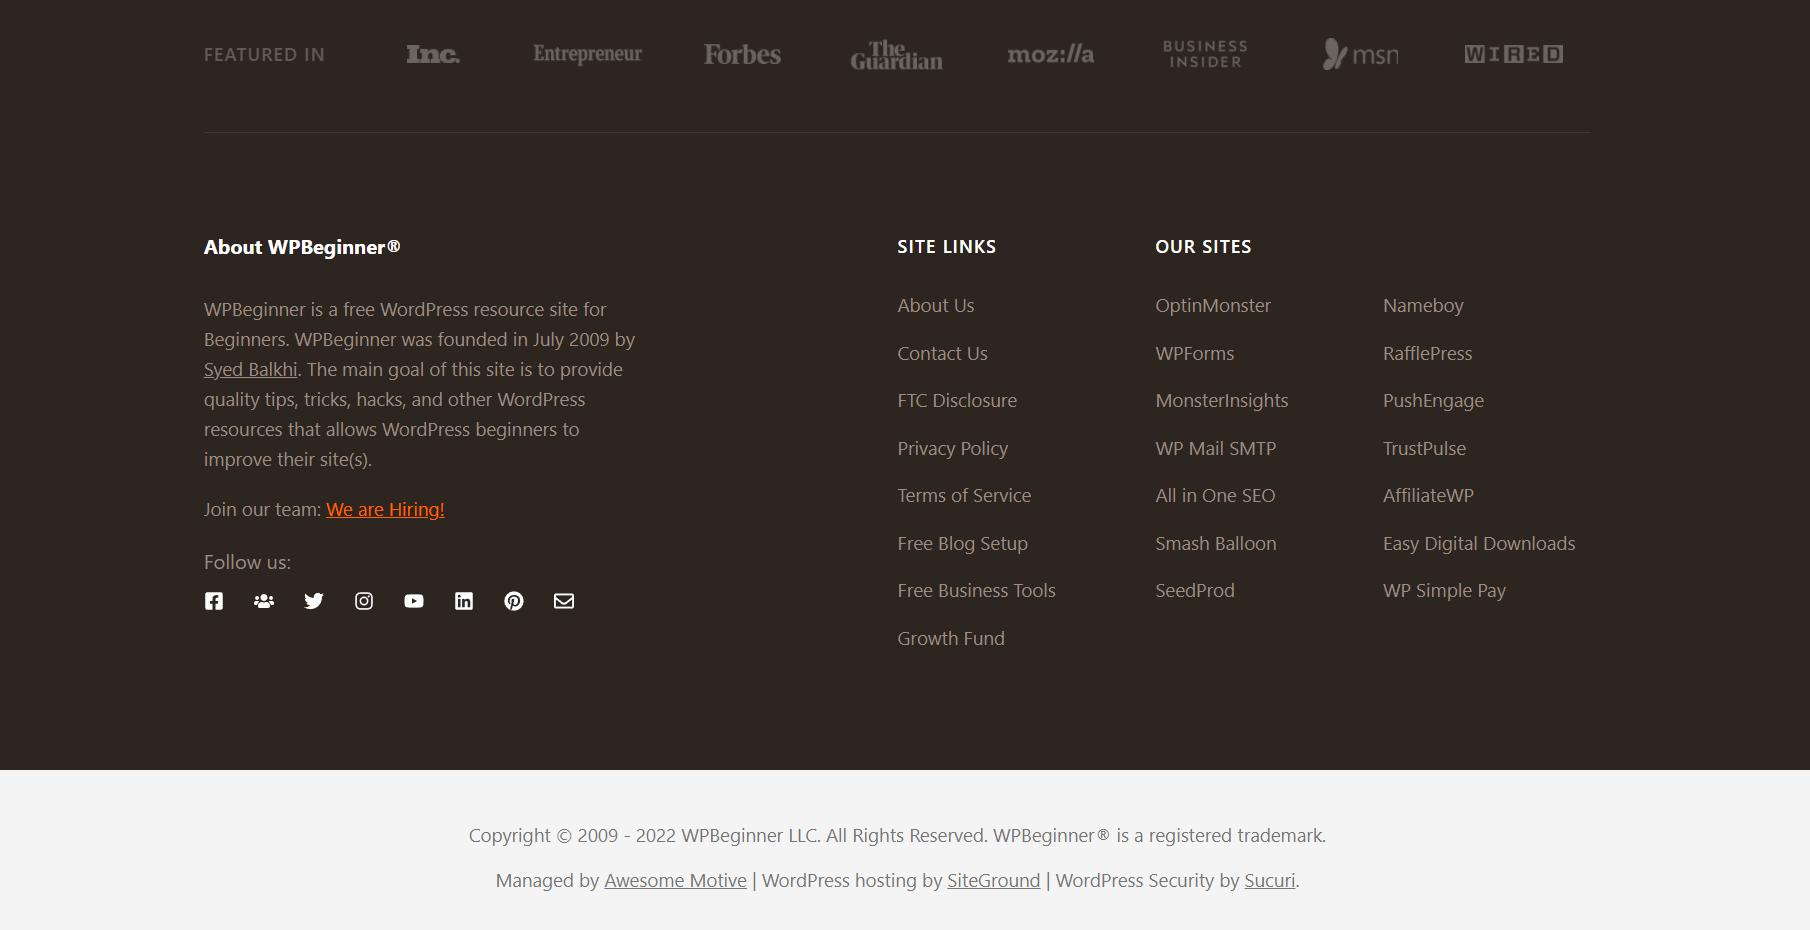 FEATURED IN Inc. Entrepreneur Forbes The Guardian moz://a BUSINESS INSIDER msn WIRED
About WPBeginner®
WPBeginner is a free WordPress resource site for
Beginners. WPBeginner was founded in July 2009 by
Syed Balkhi. The main goal of this site is to provide
quality tips, tricks, hacks, and other WordPress
resources that allows WordPress beginners to
improve their site(s).
Join our team: We are Hiring!
Follow us:
SITE LINKS
About Us
Contact Us
FTC Disclosure
Privacy Policy
Terms of Service
Free Blog Setup
Free Business Tools
Growth Fund
OUR SITES
OptinMonster
WPForms
MonsterInsights
WP Mail SMTP
All in One SEO
Smash Balloon
SeedProd
Nameboy
RafflePress
PushEngage
TrustPulse
AffiliateWP
Easy Digital Downloads
WP Simple Pay
Copyright © 2009 - 2022 WPBeginner LLC. All Rights Reserved. WPBeginner® is a registered trademark.
Managed by Awesome Motive | WordPress hosting by SiteGround | WordPress Security by Sucuri.